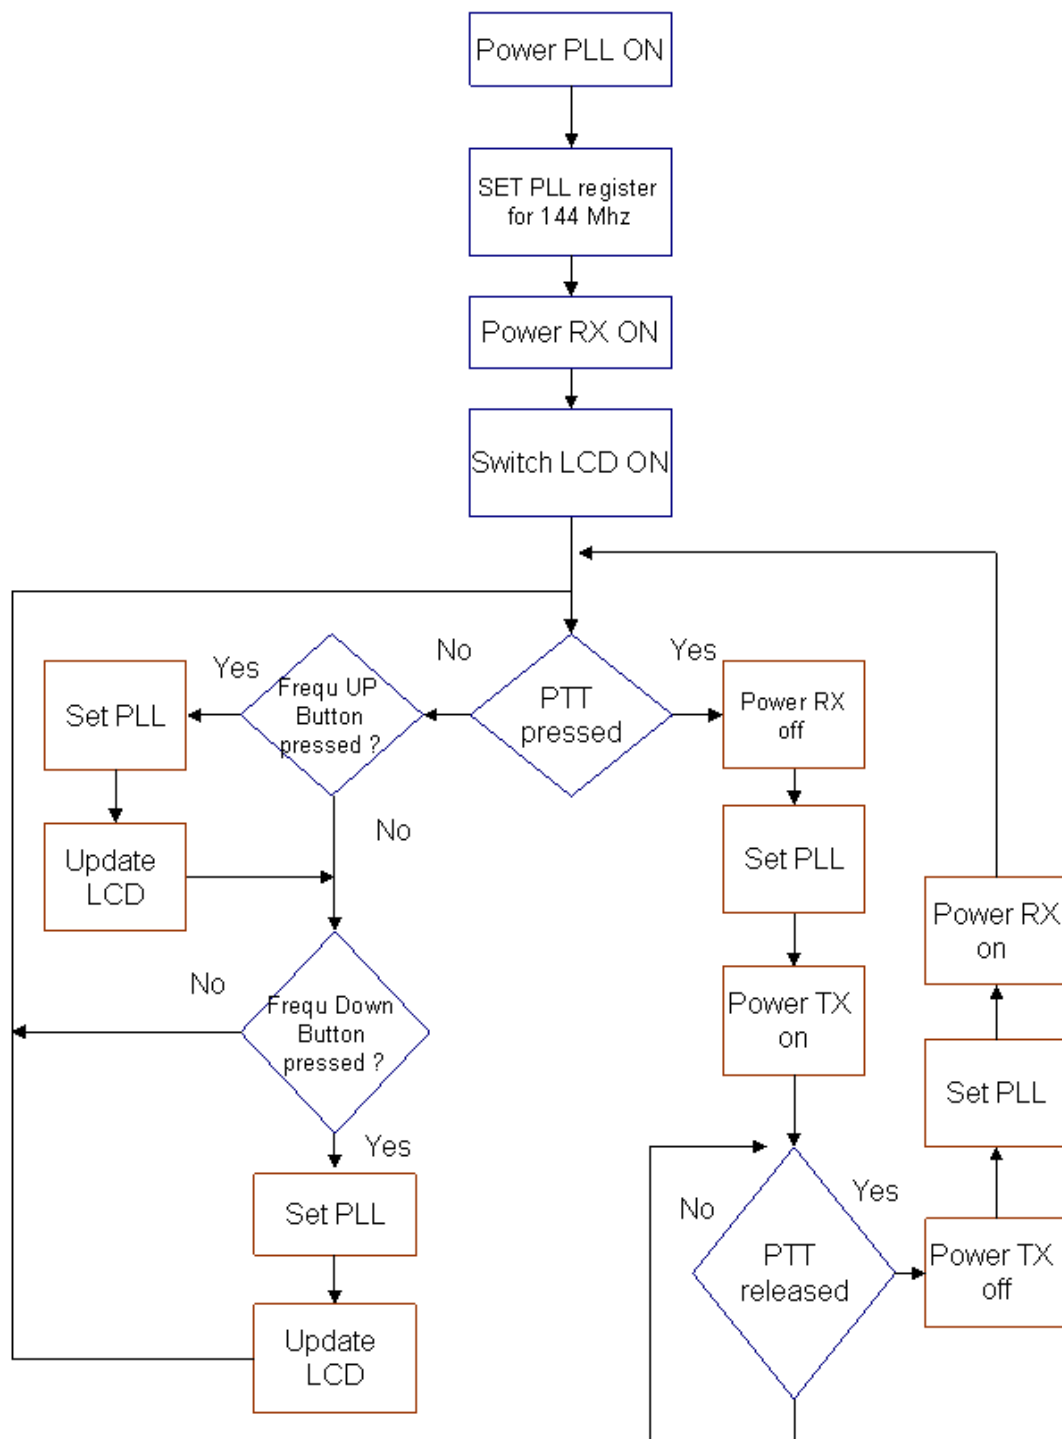 Power PLL ON
SET PLL register
for 144 Mhz
Power RX ON
Switch LCD ON
No
Yes
Yes
Frequ UP
Button
pressed ?
PTT
pressed
Set PLL
Power RX
off
No
Update
LCD
Set PLL
Power RX
on
No
Frequ Down
Button
pressed ?
Power TX
on
Set PLL
Yes
Set PLL
No
Yes
PTT
released
Power TX
off
Update
LCD